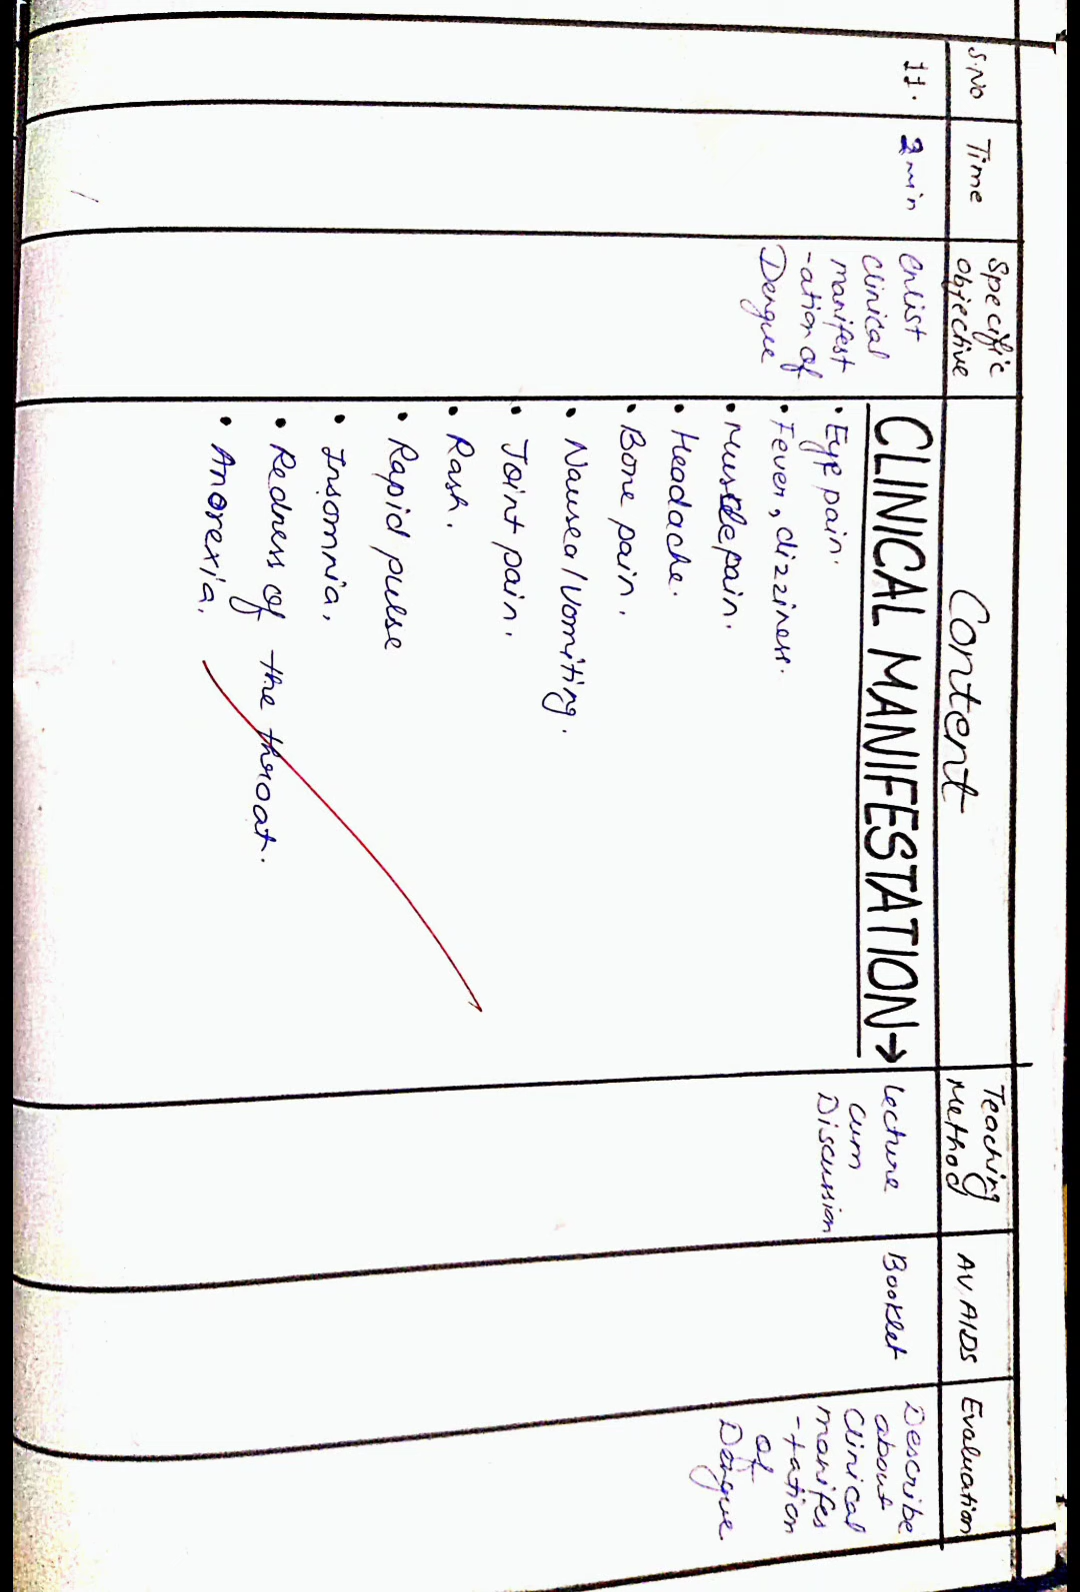 S.No
Time
Specific
objective
Content
Teaching
Method
AV.AIDS
Evaluation
11.
2 min
Enlist
Clinical
manifest
-ation of
Dengue
CLINICAL MANIFESTATION→
• Eye pain.
• Fever, dizziness.
• Muscle pain.
• Headache.
• Bone pain.
• Nausea/Vomiting.
• Joint pain.
• Rash.
• Rapid pulse
• Insomnia.
• Redness of the throat.
• Anorexia.
Lecture
cum
Discussion
Booklet
Describe
about
Clinical
manifes
-tation
of
Dengue